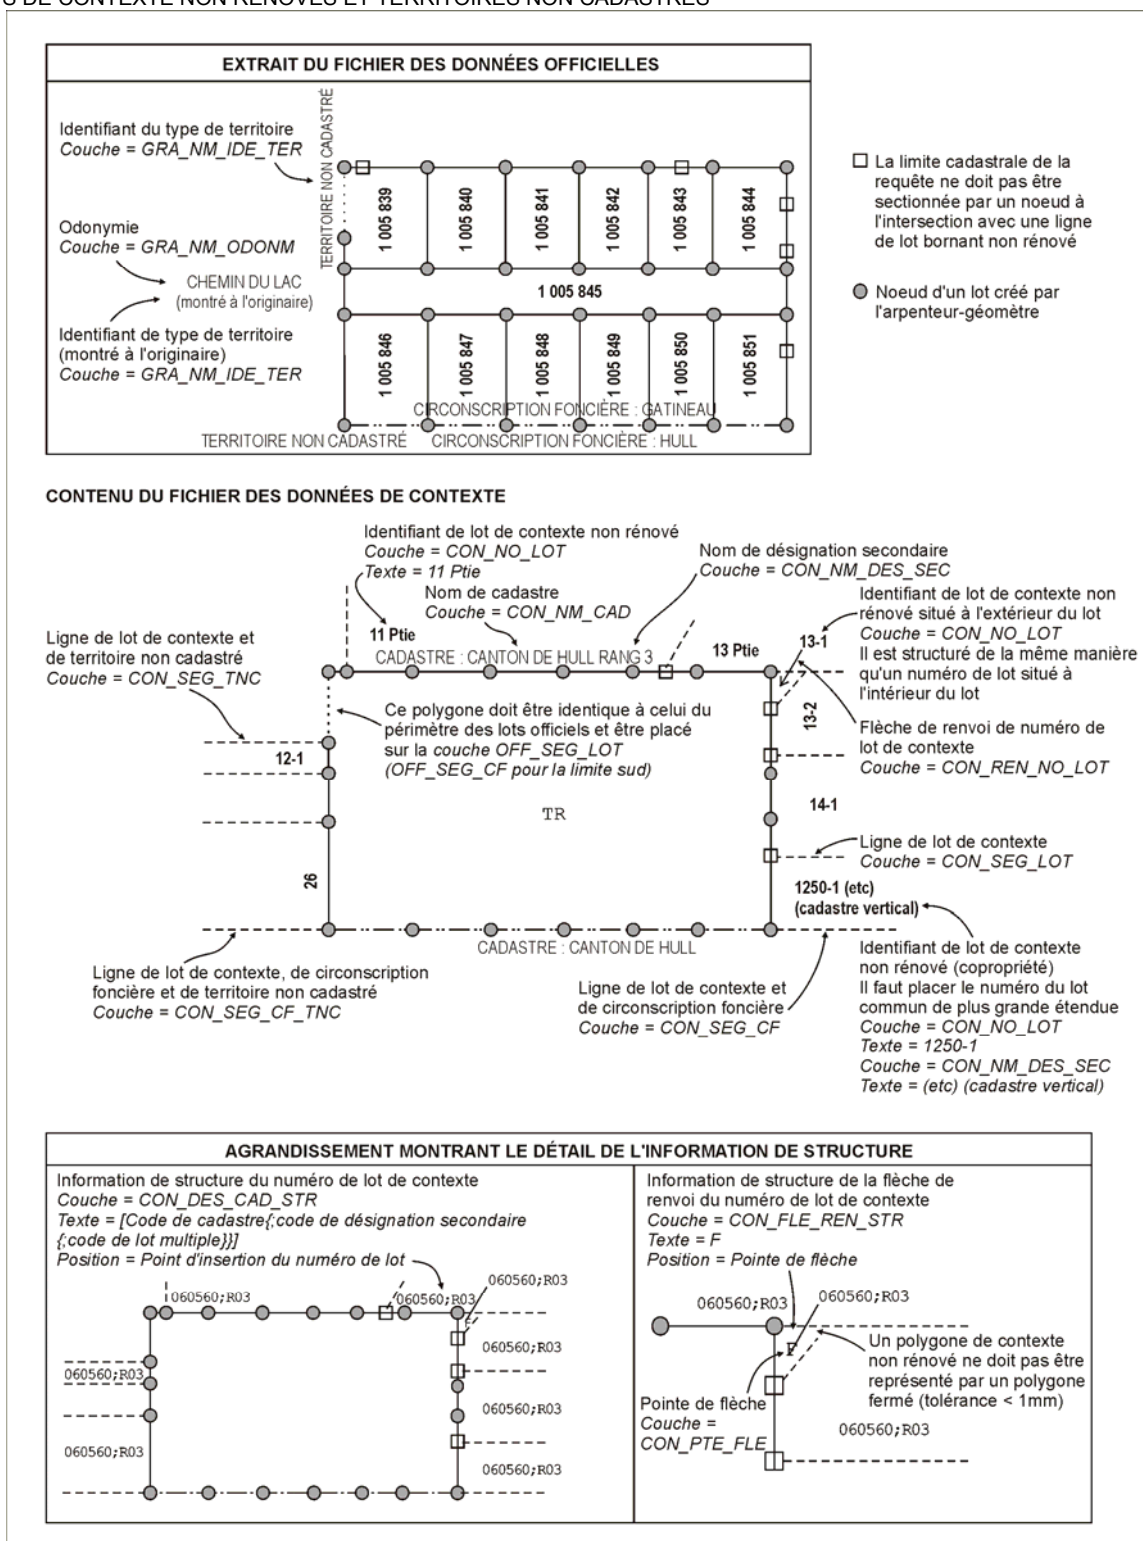 S DE CONTEXTE NON RÉNOVÉS ET TERRITOIRES NON CADASTRÉS
EXTRAIT DU FICHIER DES DONNÉES OFFICIELLES
Identifiant du type de territoire
Couche = GRA_NM_IDE_TER
TERRITOIRE NON CADASTRÉ
Odonymie
Couche = GRA_NM_ODONM
CHEMIN DU LAC
(montré à l'originaire)
Identifiant de type de territoire
(montré à l'originaire)
Couche = GRA_NM_IDE_TER
1 005 839
1 005 840
1 005 841
1 005 842
1 005 843
1 005 844
1 005 845
1 005 846
1 005 847
1 005 848
1 005 849
1 005 850
1 005 851
CIRCONSCRIPTION FONCIÈRE : GATINEAU
TERRITOIRE NON CADASTRÉ CIRCONSCRIPTION FONCIÈRE : HULL
La limite cadastrale de la
requête ne doit pas être
sectionnée par un noeud à
l'intersection avec une ligne
de lot bornant non rénové
Noeud d'un lot créé par
l'arpenteur-géomètre
CONTENU DU FICHIER DES DONNÉES DE CONTEXTE
Identifiant de lot de contexte non rénové
Couche = CON_NO_LOT
Texte = 11 Ptie
Nom de cadastre
Couche = CON_NM_CAD
Nom de désignation secondaire
Couche = CON_NM_DES_SEC
Identifiant de lot de contexte non
rénové situé à l'extérieur du lot
Couche = CON_NO_LOT
Il est structuré de la même manière
qu'un numéro de lot situé à
l'intérieur du lot
Ligne de lot de contexte et
de territoire non cadastré
Couche = CON_SEG_TNC
11 Ptie
CADASTRE : CANTON DE HULL RANG 3
13 Ptie
13-1
13-2
Ce polygone doit être identique à celui du
périmètre des lots officiels et être placé
sur la couche OFF_SEG_LOT
(OFF_SEG_CF pour la limite sud)
Flèche de renvoi de numéro de
lot de contexte
Couche = CON_REN_NO_LOT
12-1
TR
14-1
Ligne de lot de contexte
Couche = CON_SEG_LOT
26
1250-1 (etc)
(cadastre vertical)
CADASTRE : CANTON DE HULL
Ligne de lot de contexte, de circonscription
foncière et de territoire non cadastré
Couche = CON_SEG_CF_TNC
Ligne de lot de contexte et
de circonscription foncière
Couche = CON_SEG_CF
Identifiant de lot de contexte
non rénové (copropriété)
Il faut placer le numéro du lot
commun de plus grande étendue
Couche = CON_NO_LOT
Texte = 1250-1
Couche = CON_NM_DES_SEC
Texte = (etc) (cadastre vertical)
AGRANDISSEMENT MONTRANT LE DÉTAIL DE L'INFORMATION DE STRUCTURE
Information de structure du numéro de lot de contexte
Couche = CON_DES_CAD_STR
Texte = [Code de cadastre{;code de désignation secondaire
{;code de lot multiple}}]
Position = Point d'insertion du numéro de lot
060560;R03
060560;R03
060560;R03
060560;R03
060560;R03
060560;R03
060560;R03
060560;R03
F
Information de structure de la flèche de
renvoi du numéro de lot de contexte
Couche = CON_FLE_REN_STR
Texte = F
Position = Pointe de flèche
060560;R03
060560;R03
F
Un polygone de contexte
non rénové ne doit pas être
représenté par un polygone
fermé (tolérance < 1mm)
Pointe de flèche
Couche =
CON_PTE_FLE
060560;R03